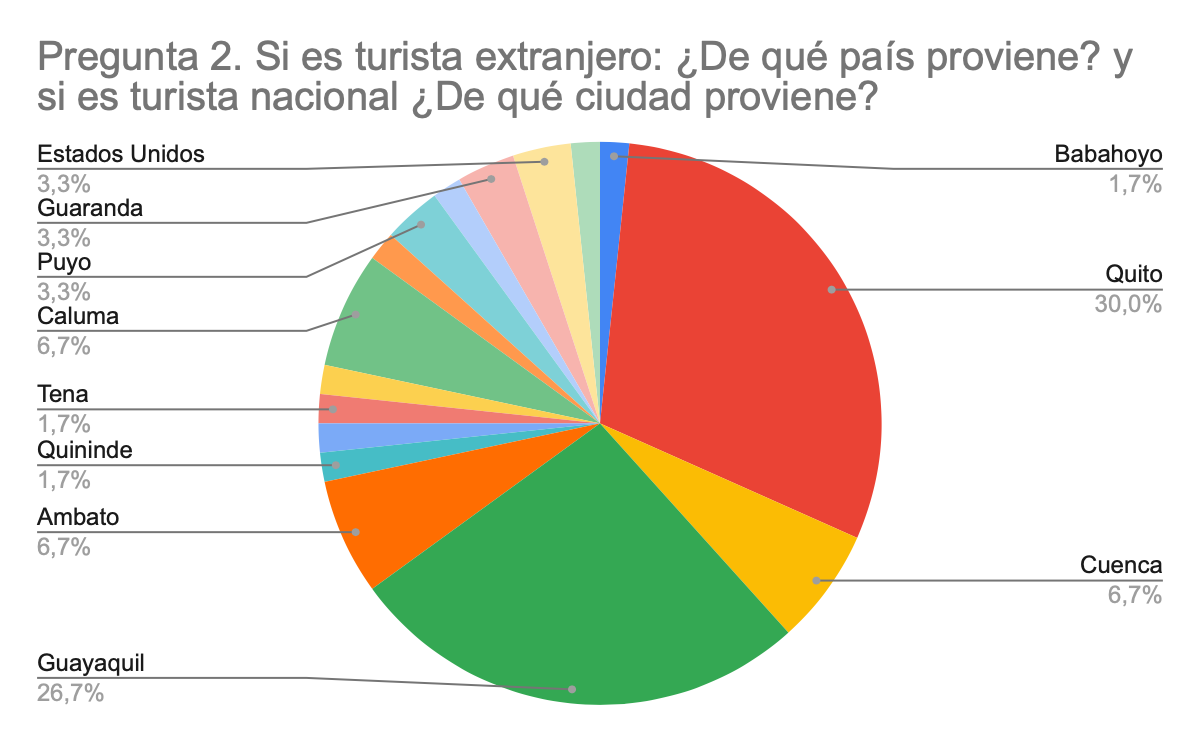 Pregunta 2. Si es turista extranjero: ¿De qué país proviene? y
si es turista nacional ¿De qué ciudad proviene?
Estados Unidos
3,3%
Guaranda
3,3%
Puyo
3,3%
Caluma
6,7%
Tena
1,7%
Quininde
1,7%
Ambato
6,7%
Guayaquil
26,7%
Babahoyo
1,7%
Quito
30,0%
Cuenca
6,7%